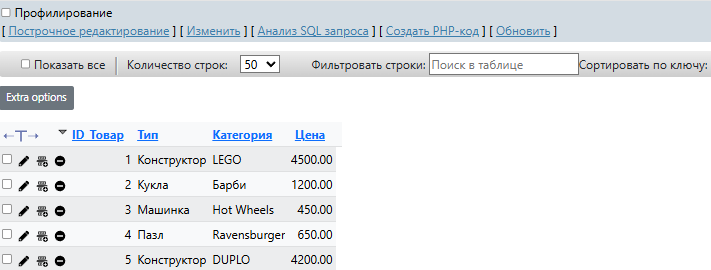 Профилирование
[ Построчное редактирование ] [ Изменить ] [ Анализ SQL запроса ] [ Создать PHP-код ] [ Обновить ]
Показать все Количество строк: 50 Фильтровать строки: Поиск в таблице Сортировать по ключу:
Extra options
←T→ ID_Товар Тип Категория Цена
1 Конструктор LEGO 4500.00
2 Кукла Барби 1200.00
3 Машинка Hot Wheels 450.00
4 Пазл Ravensburger 650.00
5 Конструктор DUPLO 4200.00